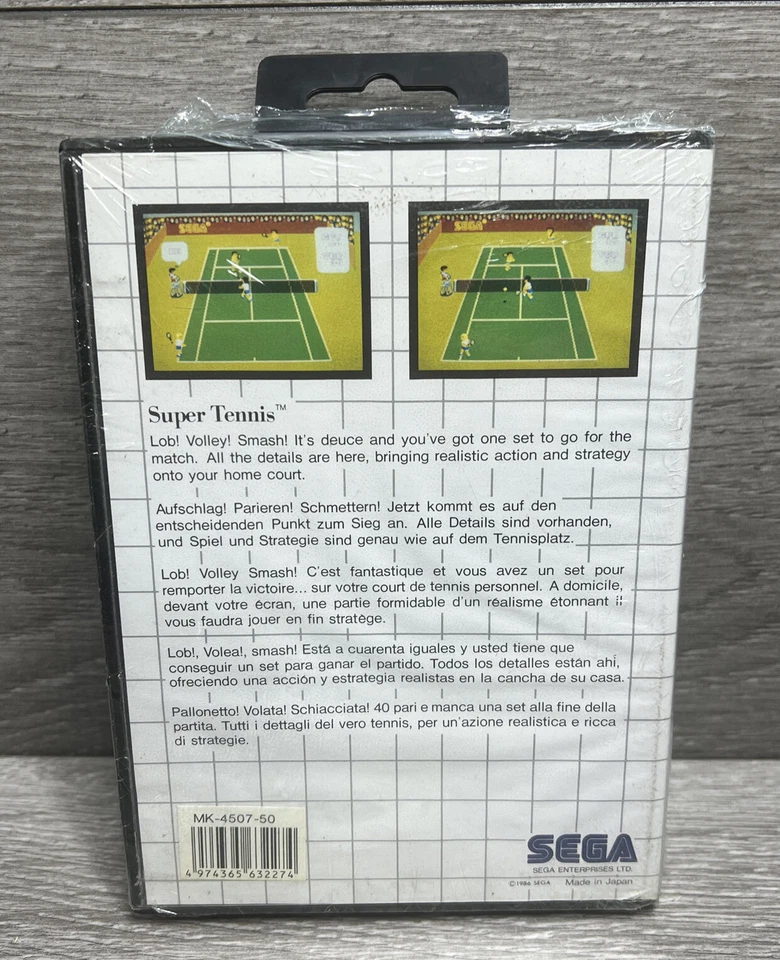 SEGA
SEGA
Super Tennis™
Lob! Volley! Smash! It's deuce and you've got one set to go for the
match. All the details are here, bringing realistic action and strategy
onto your home court.
Aufschlag! Parieren! Schmettern! Jetzt kommt es auf den
entscheidenden Punkt zum Sieg an. Alle Details sind vorhanden,
und Spiel und Strategie sind genau wie auf dem Tennisplatz.
Lob! Volley Smash! C'est fantastique et vous avez un set pour
remporter la victoire... sur votre court de tennis personnel. A domicile,
devant votre écran, une partie formidable d'un réalisme étonnant il
vous faudra jouer en fin stratège.
Lob!, Volea!, smash! Está a cuarenta iguales y usted tiene que
conseguir un set para ganar el partido. Todos los detalles están ahí,
ofreciendo una acción y estrategia realistas en la cancha de su casa.
Pallonetto! Volata! Schiacciata! 40 pari e manca una set alla fine della
partita. Tutti i dettagli del vero tennis, per un'azione realistica e ricca
di strategie.
MK-4507-50
4 974365 632274
SEGA
SEGA ENTERPRISES LTD.
©1986 SEGA Made in Japan